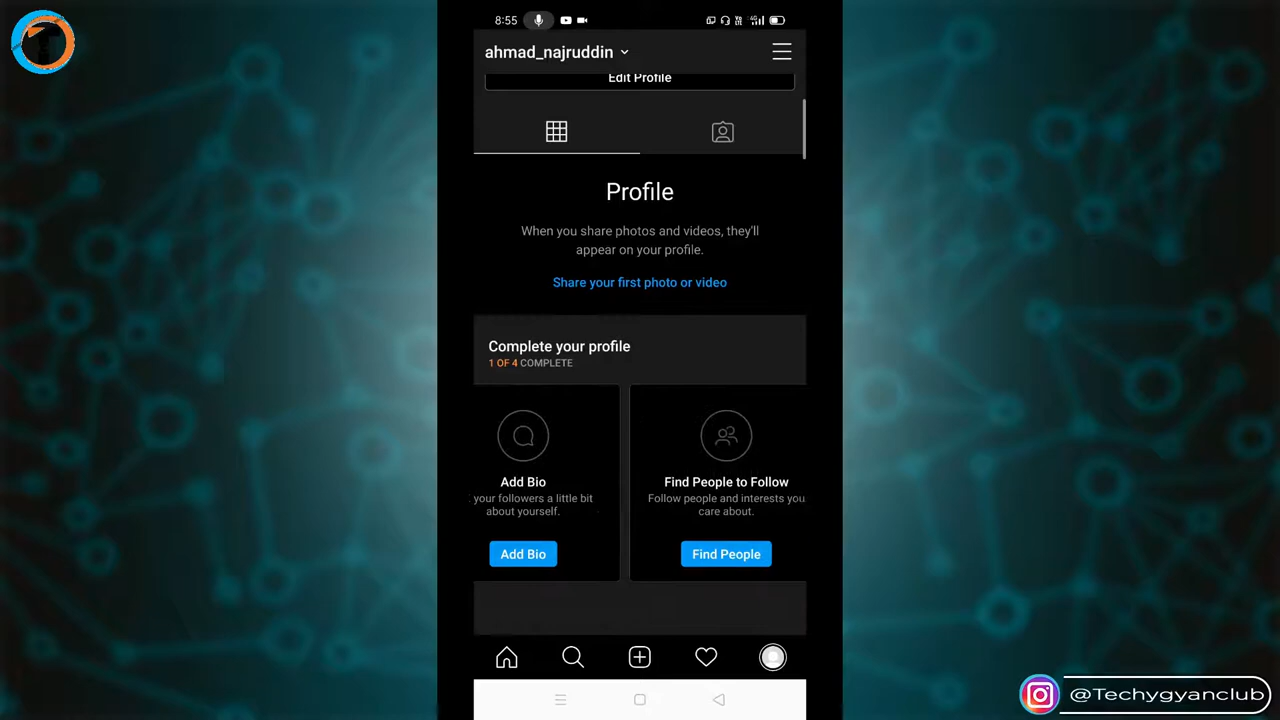 8:55
ahmad_najruddin
Edit Profile
Profile
When you share photos and videos, they'll
appear on your profile.
Share your first photo or video
Complete your profile
1 OF 4 COMPLETE
Add Bio
your followers a little bit
about yourself.
Add Bio
Find People to Follow
Follow people and interests you
care about.
Find People
@Techygyanclub